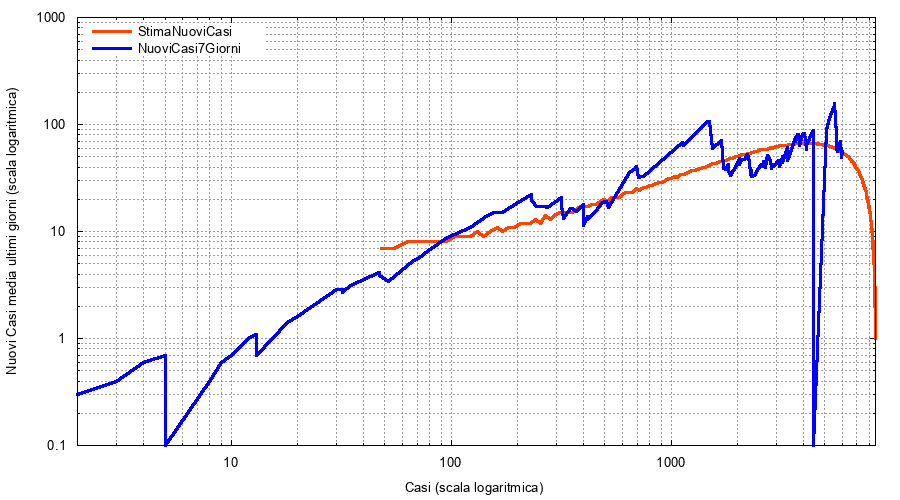 1000
StimaNuoviCasi
NuoviCasi7Giorni
100
10
1
0.1
Nuovi Casi media ultimi giorni (scala logaritmica)
10 100 1000
Casi (scala logaritmica)